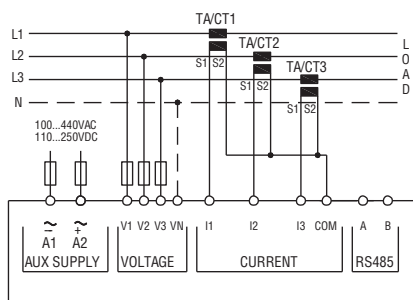 TA/CT1
L1
TA/CT2
L2
S1 S2
TA/CT3
L3
S1 S2
N
S1 S2
LOAD
100...440VAC
110...250VDC
~ ~
- +
A1 A2
V1 V2 V3 VN
I1 I2 I3 COM
A B
AUX SUPPLY
VOLTAGE
CURRENT
RS485